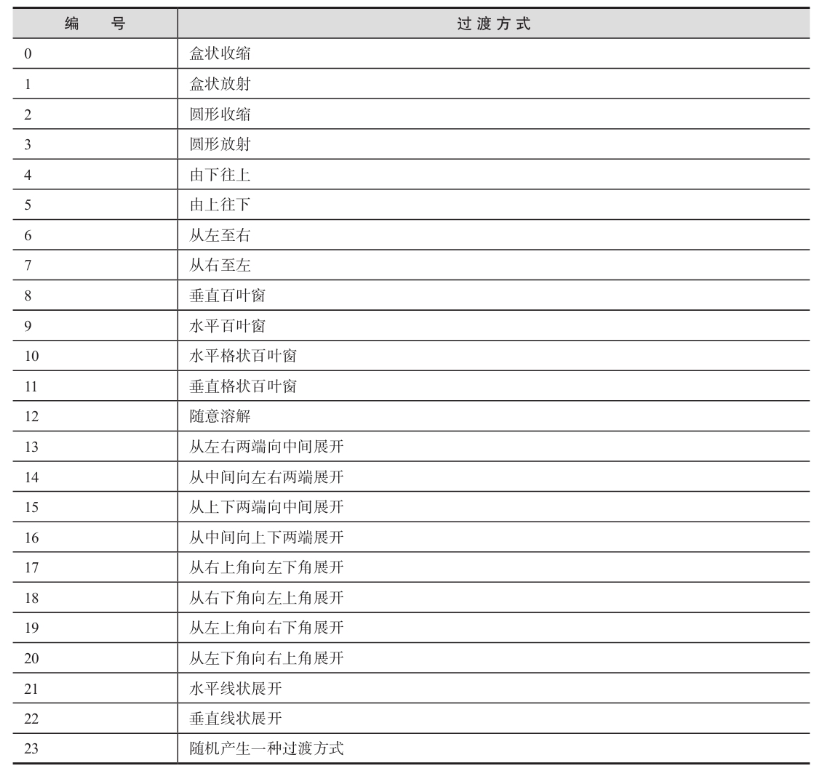 编 号 过渡方式
0 盒状收缩
1 盒状放射
2 圆形收缩
3 圆形放射
4 由下往上
5 由上往下
6 从左至右
7 从右至左
8 垂直百叶窗
9 水平百叶窗
10 水平格状百叶窗
11 垂直格状百叶窗
12 随意溶解
13 从左右两端向中间展开
14 从中间向左右两端展开
15 从上下两端向中间展开
16 从中间向上下两端展开
17 从右上角向左下角展开
18 从右下角向左上角展开
19 从左上角向右下角展开
20 从左下角向右上角展开
21 水平线状展开
22 垂直线状展开
23 随机产生一种过渡方式